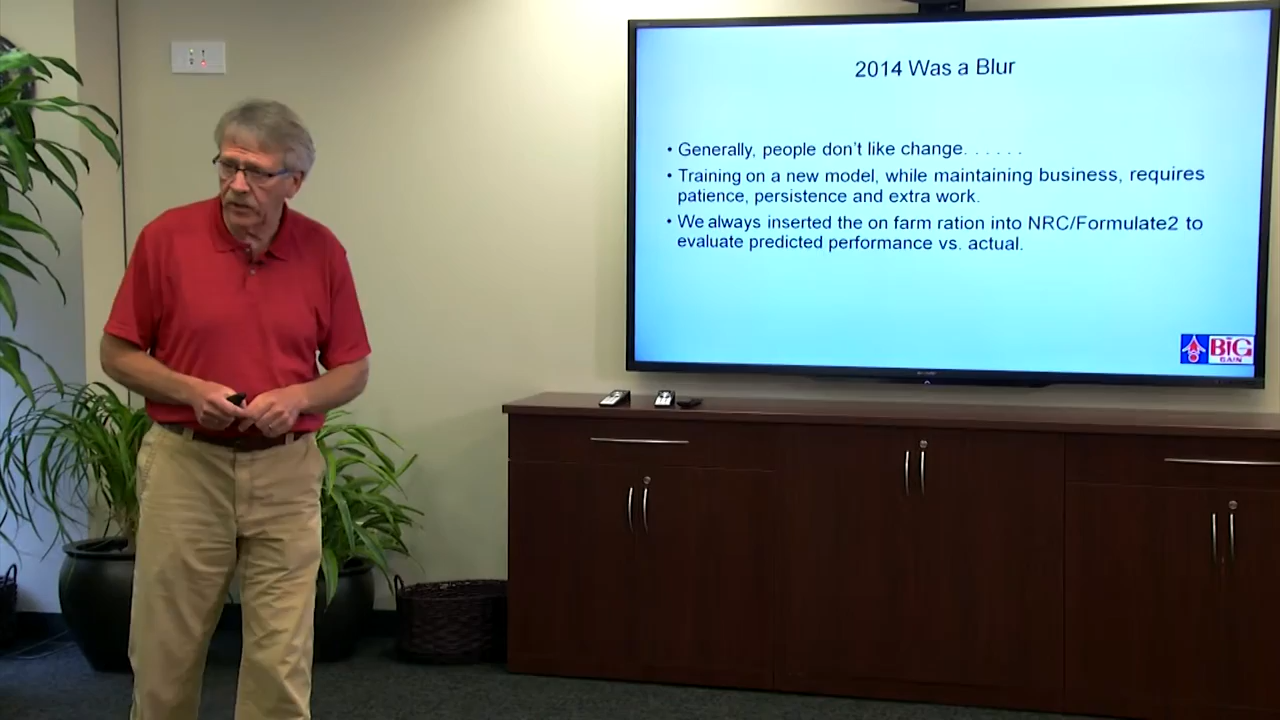 2014 Was a Blur
• Generally, people don't like change. . . . . .
• Training on a new model, while maintaining business, requires
patience, persistence and extra work.
• We always inserted the on farm ration into NRC/Formulate2 to
evaluate predicted performance vs. actual.
BiG
GAIN